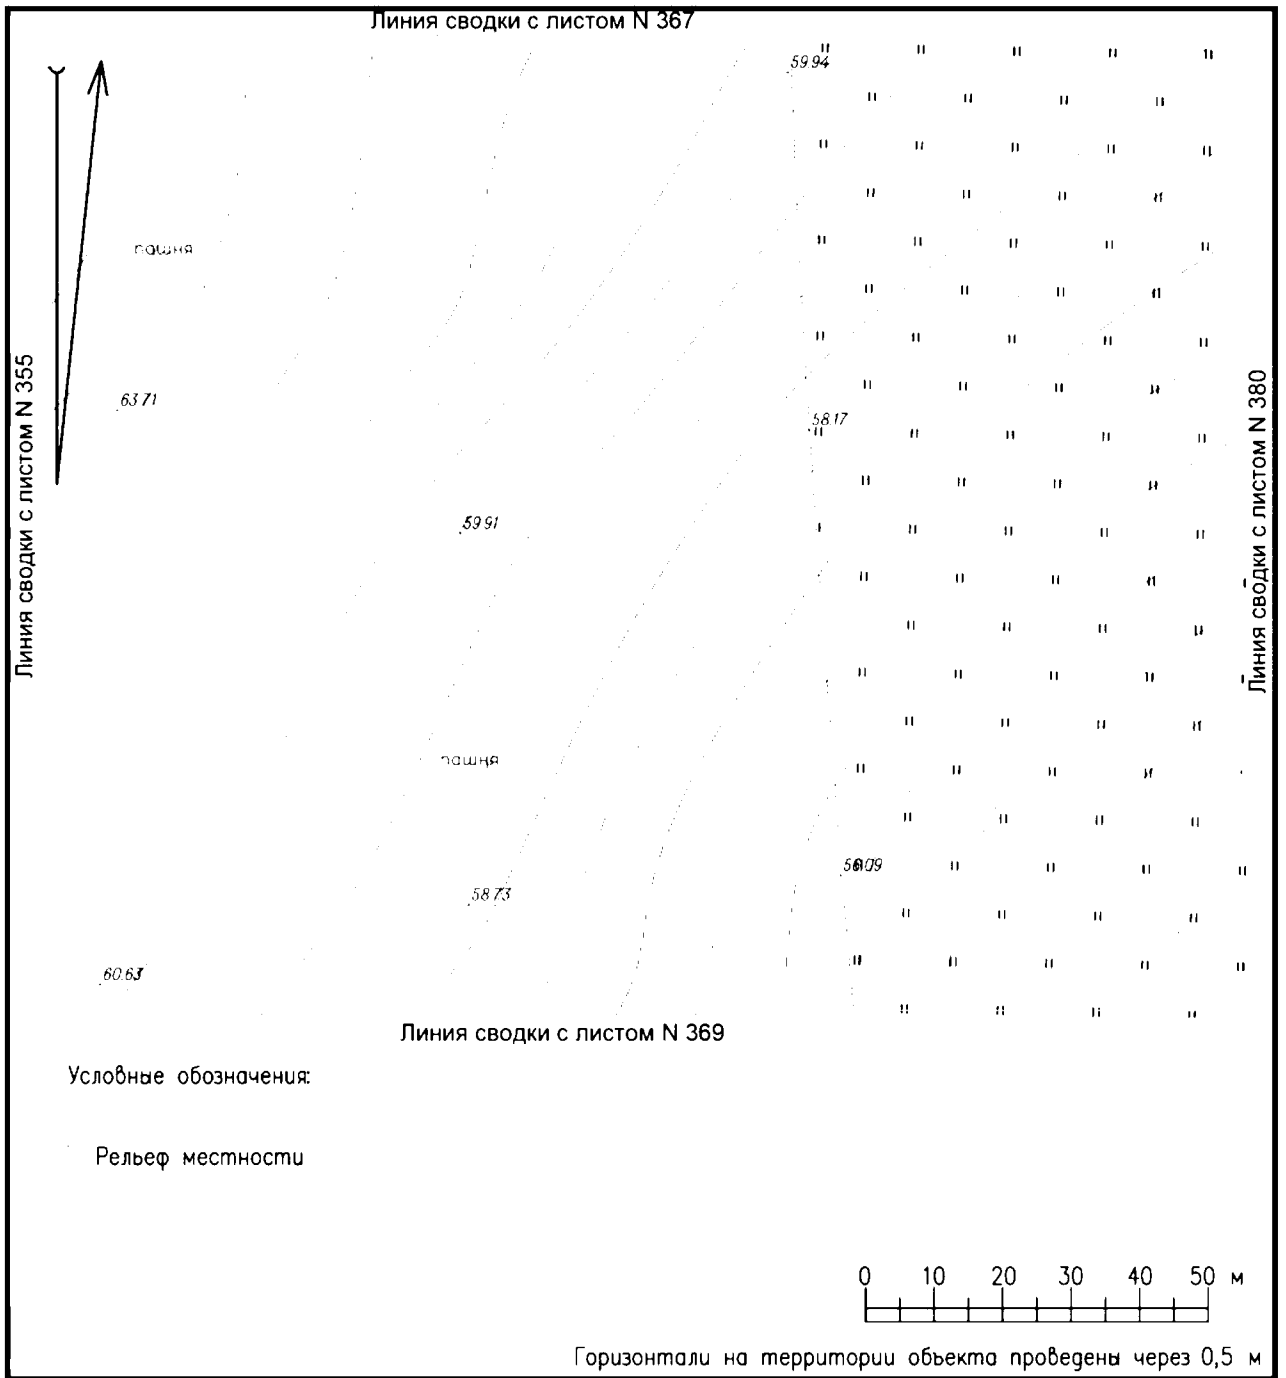 Линия сводки с листом N 367
59.94
пашня
Линия сводки с листом N 355
63.71
58.17
Линия сводки с листом N 380
59.91
пашня
58.73
60.63
Линия сводки с листом N 369
Условные обозначения:
Рельеф местности
0 10 20 30 40 50 м
Горизонтали на территории объекта проведены через 0,5 м